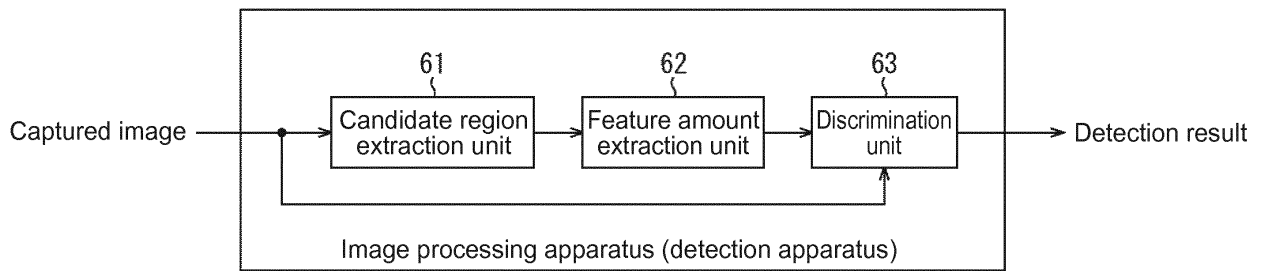 61
62
63
Captured image
Candidate region
extraction unit
Feature amount
extraction unit
Discrimination
unit
Detection result
Image processing apparatus (detection apparatus)